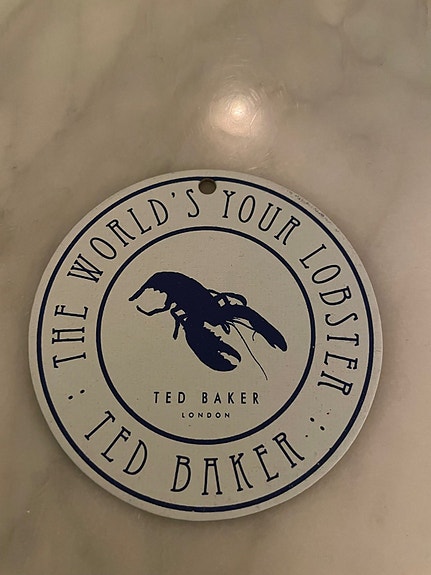 THE WORLD'S YOUR LOBSTER
TED BAKER
LONDON
TED BAKER